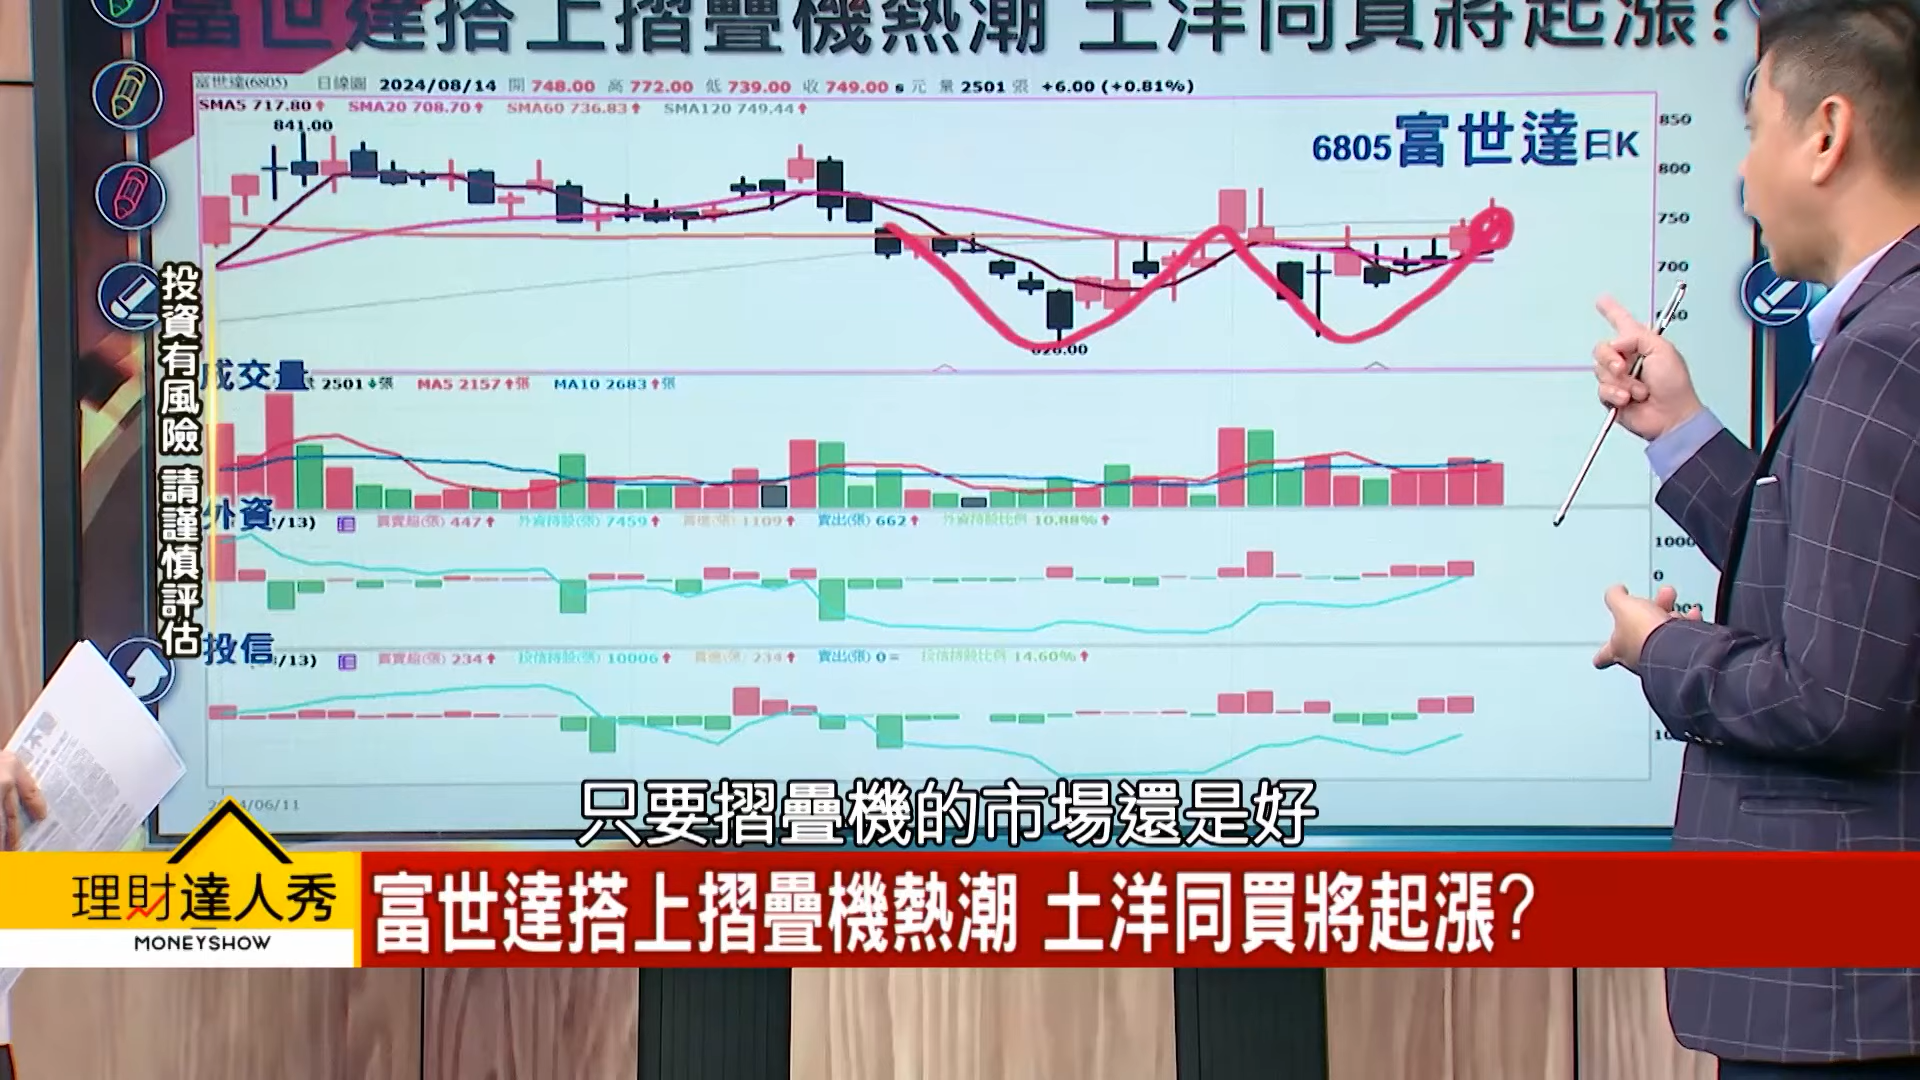 富世達搭上摺疊機熱潮 土洋同買將起漲?
富世達(6805) 日線圖 2024/08/14 開 748.00 高 772.00 低 739.00 收 749.00 s 元 量 2501 張 +6.00 (+0.81%)
SMA5 717.80↑ SMA20 708.70↑ SMA60 736.83↑ SMA120 749.44↑
841.00
6805富世達日K
850
800
750
700
投資有風險 請謹慎評估
成交量 2501↓張 MA5 2157↑張 MA10 2683↑張
外資 /13) 買賣超(張) 447↑ 外資持股(張) 7459↑ 買進(張) 1109↑ 賣出(張) 662↑ 外資持股比例 10.88%↑
1000
0
投信 /13) 買賣超(張) 234↑ 投信持股(張) 10006↑ 買進(張) 234↑ 賣出(張) 0= 投信持股比例 14.60%↑
只要摺疊機的市場還是好
理財達人秀
MONEYSHOW
富世達搭上摺疊機熱潮 土洋同買將起漲?